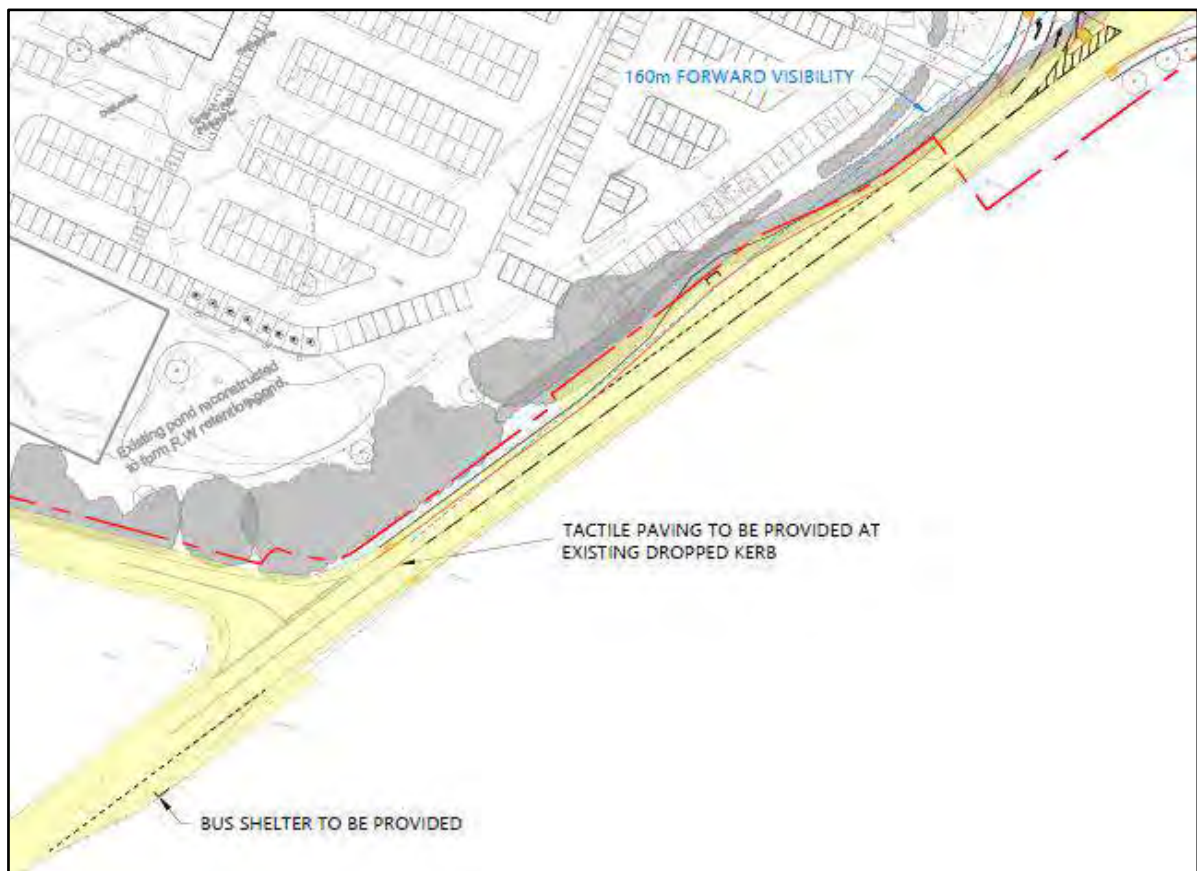 160m FORWARD VISIBILITY
Existing pond reconstructed
to form R.W retention pond.
TACTILE PAVING TO BE PROVIDED AT
EXISTING DROPPED KERB
BUS SHELTER TO BE PROVIDED